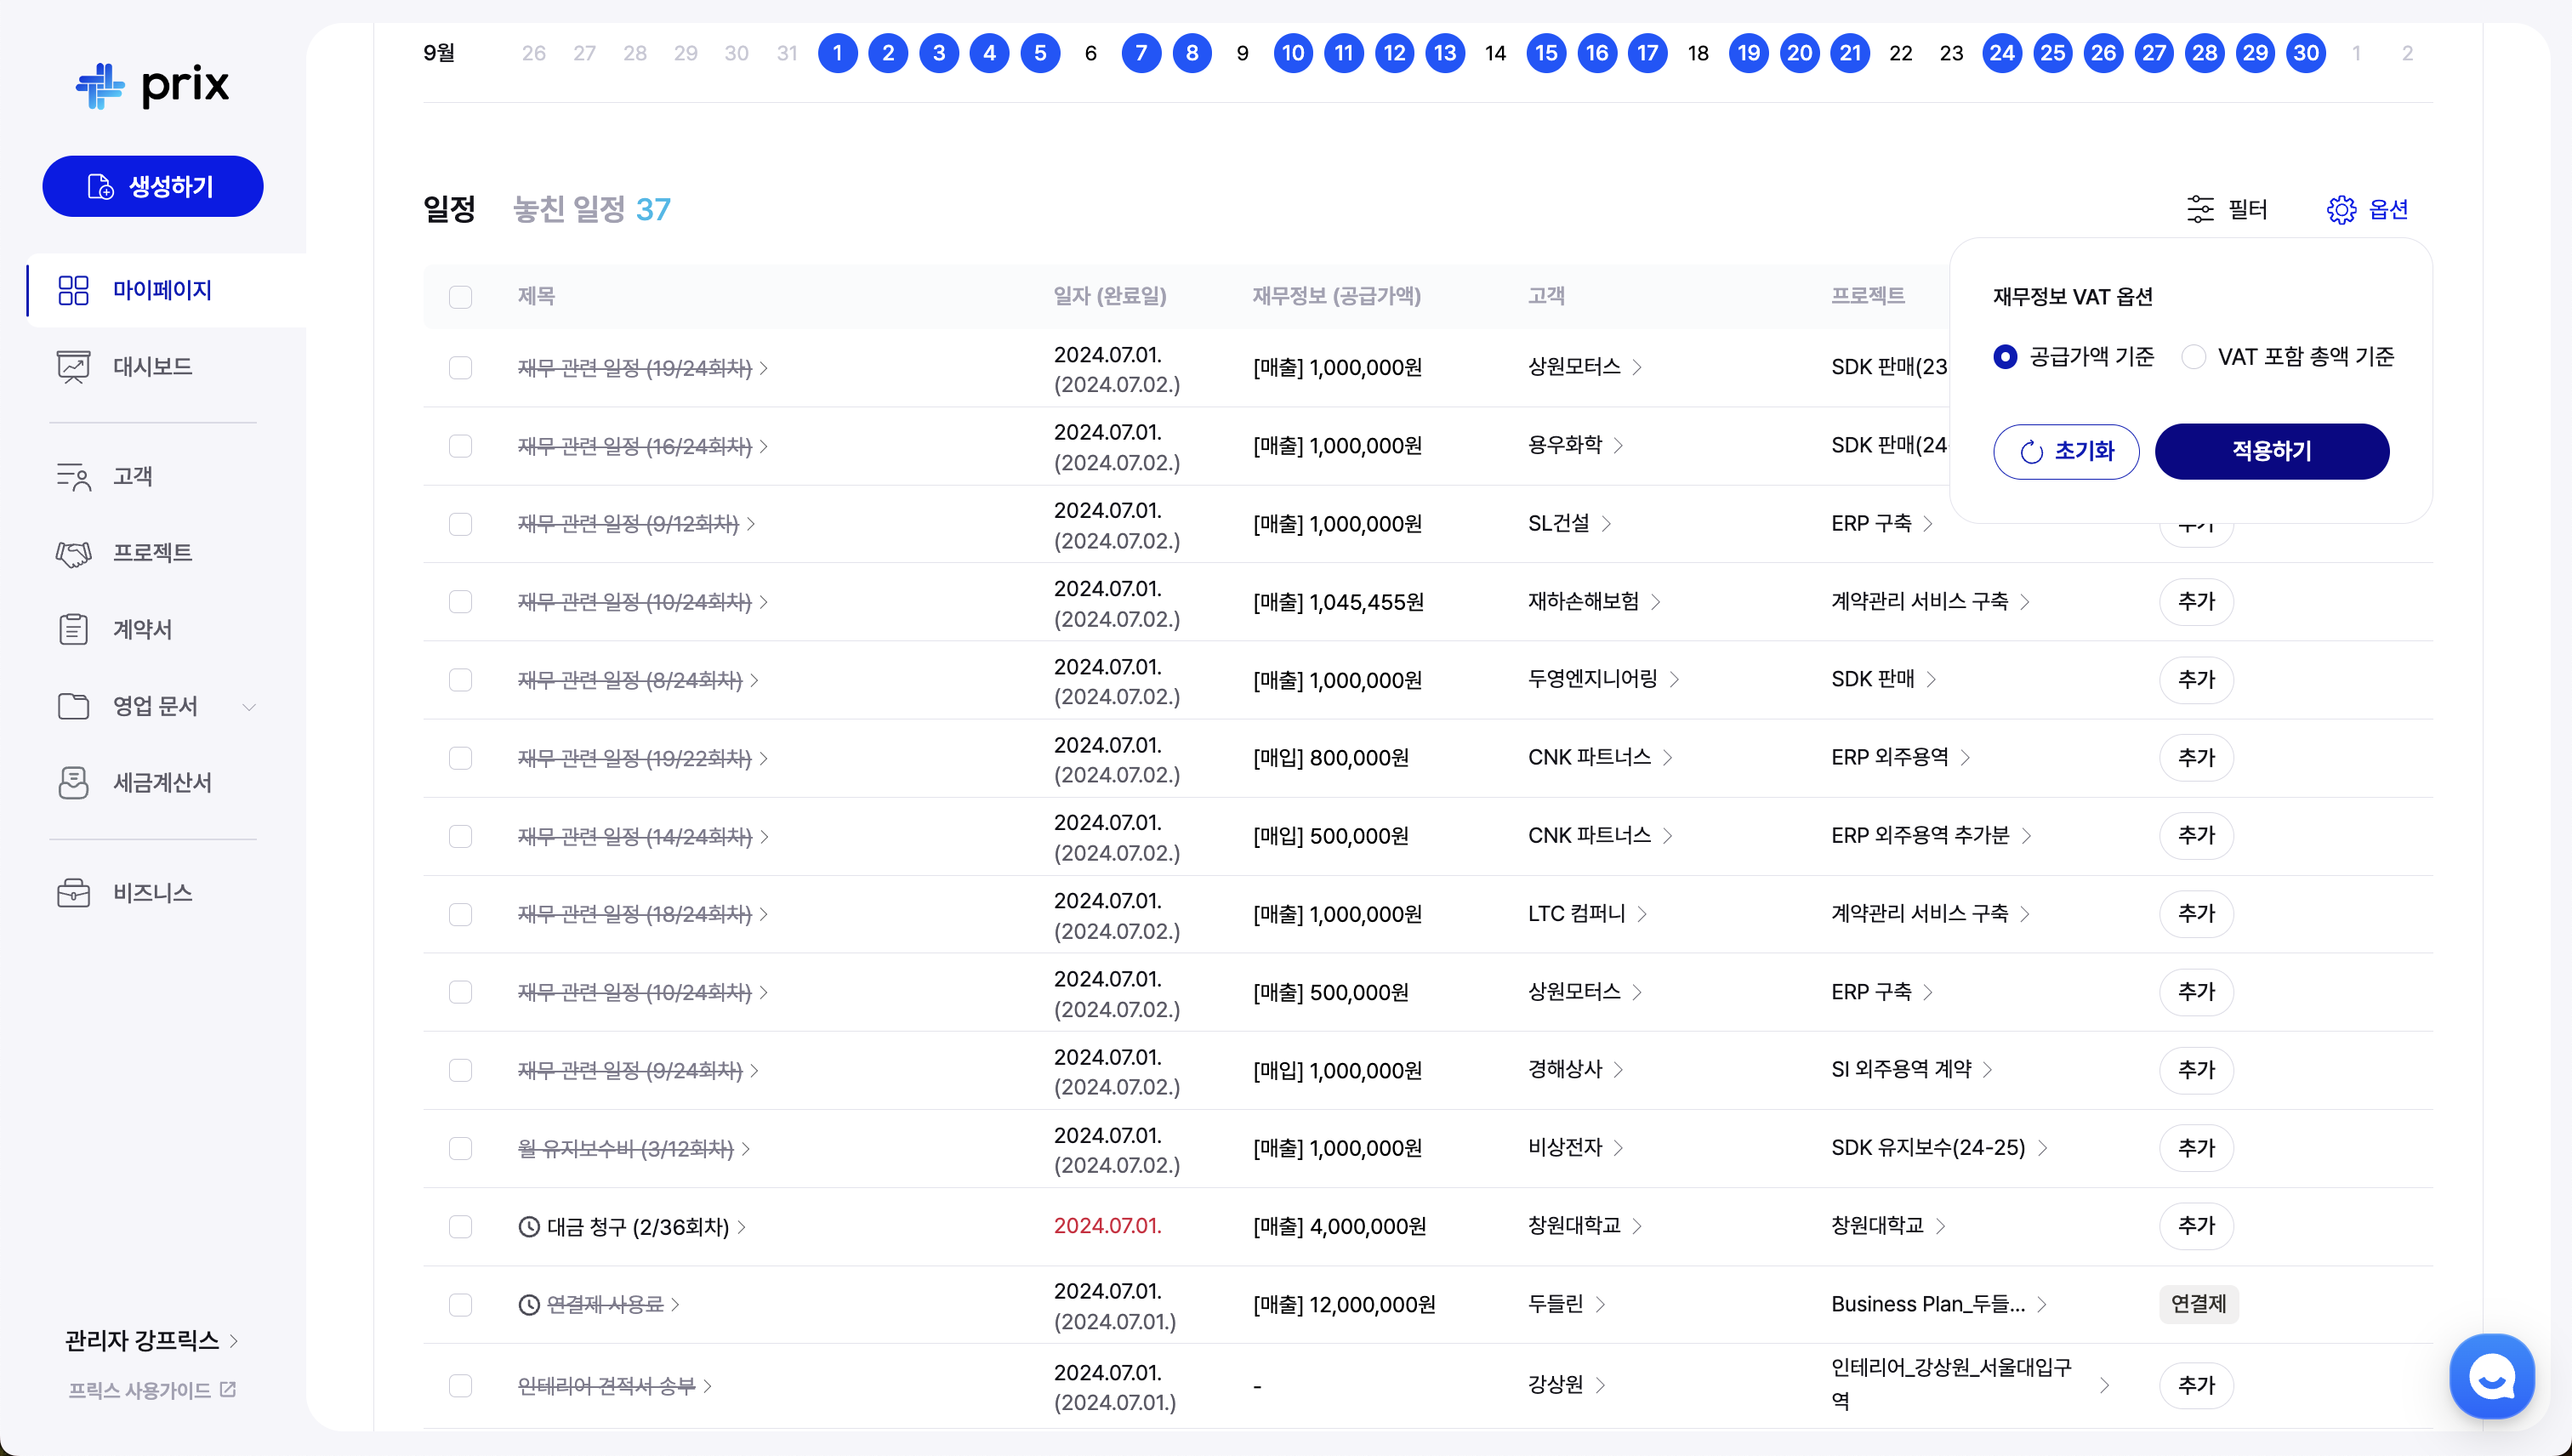 prix
생성하기
마이페이지
대시보드
고객
프로젝트
계약서
영업 문서
세금계산서
비즈니스
관리자 강프릭스
프릭스 사용가이드
9월 26 27 28 29 30 31 1 2 3 4 5 6 7 8 9 10 11 12 13 14 15 16 17 18 19 20 21 22 23 24 25 26 27 28 29 30 1 2
일정 놓친 일정 37 필터 옵션
제목 일자 (완료일) 재무정보 (공급가액) 고객 프로젝트
재무정보 VAT 옵션
공급가액 기준 VAT 포함 총액 기준
초기화 적용하기
재무 관련 일정 (19/24회차) 2024.07.01. (2024.07.02.) [매출] 1,000,000원 상원모터스 SDK 판매(23
재무 관련 일정 (16/24회차) 2024.07.01. (2024.07.02.) [매출] 1,000,000원 용우화학 SDK 판매(24
재무 관련 일정 (9/12회차) 2024.07.01. (2024.07.02.) [매출] 1,000,000원 SL건설 ERP 구축 추가
재무 관련 일정 (10/24회차) 2024.07.01. (2024.07.02.) [매출] 1,045,455원 재하손해보험 계약관리 서비스 구축 추가
재무 관련 일정 (8/24회차) 2024.07.01. (2024.07.02.) [매출] 1,000,000원 두영엔지니어링 SDK 판매 추가
재무 관련 일정 (19/22회차) 2024.07.01. (2024.07.02.) [매입] 800,000원 CNK 파트너스 ERP 외주용역 추가
재무 관련 일정 (14/24회차) 2024.07.01. (2024.07.02.) [매입] 500,000원 CNK 파트너스 ERP 외주용역 추가분 추가
재무 관련 일정 (18/24회차) 2024.07.01. (2024.07.02.) [매출] 1,000,000원 LTC 컴퍼니 계약관리 서비스 구축 추가
재무 관련 일정 (10/24회차) 2024.07.01. (2024.07.02.) [매출] 500,000원 상원모터스 ERP 구축 추가
재무 관련 일정 (9/24회차) 2024.07.01. (2024.07.02.) [매입] 1,000,000원 경해상사 SI 외주용역 계약 추가
월 유지보수비 (3/12회차) 2024.07.01. (2024.07.02.) [매출] 1,000,000원 비상전자 SDK 유지보수(24-25) 추가
대금 청구 (2/36회차) 2024.07.01. [매출] 4,000,000원 창원대학교 창원대학교 추가
연결제 사용료 2024.07.01. (2024.07.01.) [매출] 12,000,000원 두들린 Business Plan_두들... 연결제
인테리어 견적서 송부 2024.07.01. (2024.07.01.) - 강상원 인테리어_강상원_서울대입구역 추가